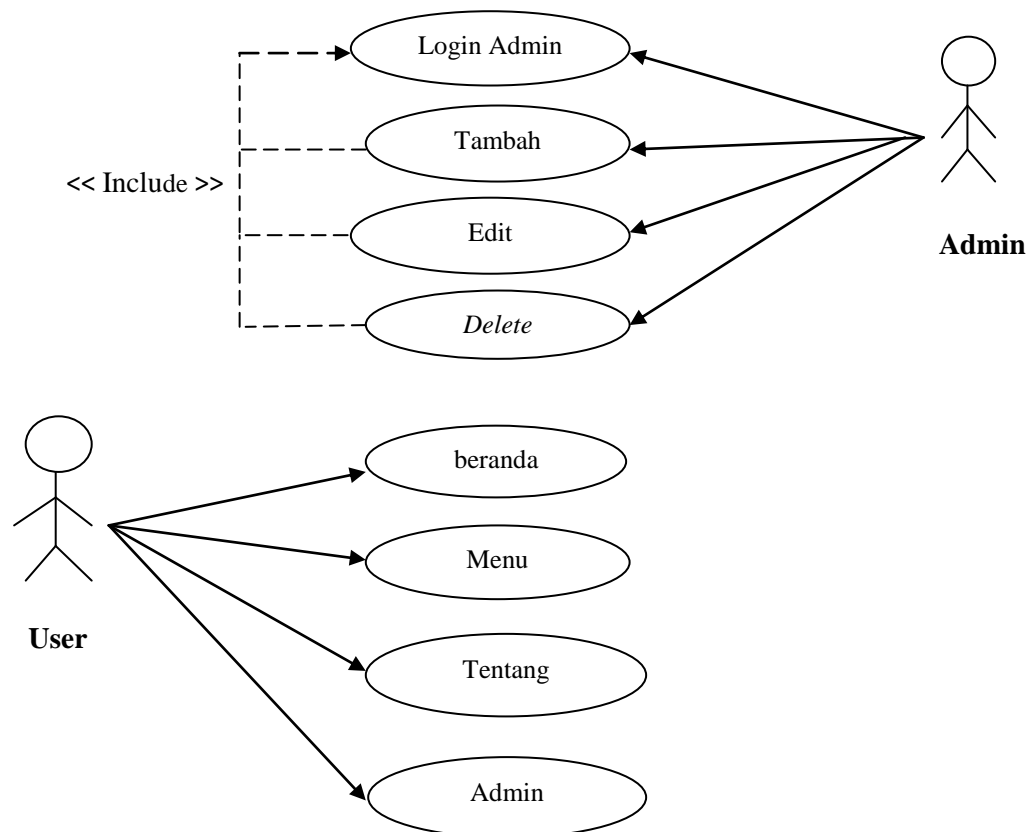 Login Admin
Tambah
<< Include >>
Edit
Admin
Delete
beranda
Menu
User
Tentang
Admin